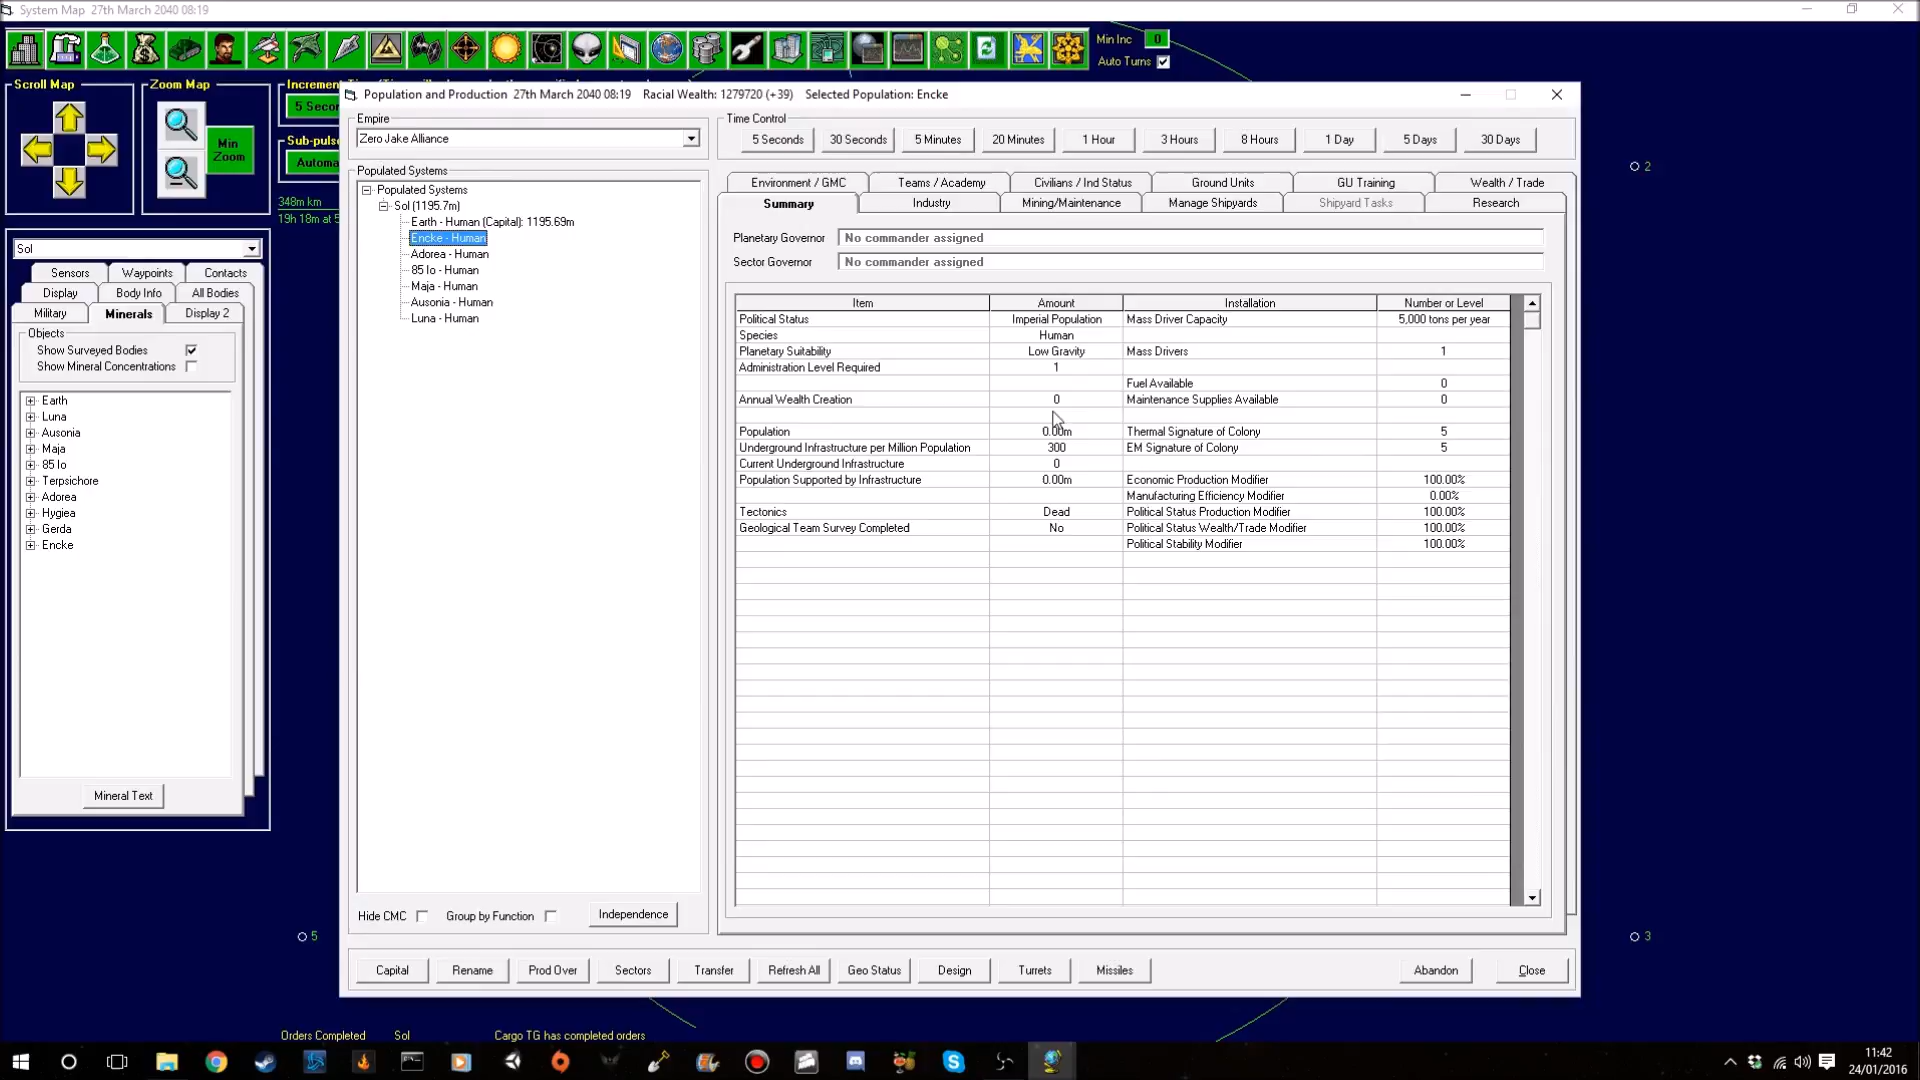 System Map 27th March 2040 08:19
Min Inc 0
Auto Turns
Scroll Map
Zoom Map
Min Zoom
348m km
Sol
Sensors Waypoints Contacts
Display Body Info All Bodies
Military Minerals Display 2
Objects
Show Surveyed Bodies
Show Mineral Concentrations
Earth
Luna
Ausonia
Maja
85 Io
Terpsichore
Adorea
Hygiea
Gerda
Encke
Mineral Text
Population and Production 27th March 2040 08:19 Racial Wealth: 1279720 (+39) Selected Population: Encke
Empire
Zero Jake Alliance
Populated Systems
Populated Systems
Sol (1195.7m)
Earth - Human (Capital): 1195.69m
Encke - Human
Adorea - Human
85 Io - Human
Maja - Human
Ausonia - Human
Luna - Human
Hide CMC Group by Function Independence
Time Control
5 Seconds 30 Seconds 5 Minutes 20 Minutes 1 Hour 3 Hours 8 Hours 1 Day 5 Days 30 Days
Environment / GMC Teams / Academy Civilians / Ind Status Ground Units GU Training Wealth / Trade
Summary Industry Mining/Maintenance Manage Shipyards Shipyard Tasks Research
Planetary Governor No commander assigned
Sector Governor No commander assigned
Item Amount Installation Number or Level
Political Status Imperial Population Mass Driver Capacity 5,000 tons per year
Species Human
Planetary Suitability Low Gravity Mass Drivers 1
Administration Level Required 1
Fuel Available 0
Annual Wealth Creation 0 Maintenance Supplies Available 0
Population 0.00m Thermal Signature of Colony 5
Underground Infrastructure per Million Population 300 EM Signature of Colony 5
Current Underground Infrastructure 0
Population Supported by Infrastructure 0.00m Economic Production Modifier 100.00%
Manufacturing Efficiency Modifier 0.00%
Tectonics Dead Political Status Production Modifier 100.00%
Geological Team Survey Completed No Political Status Wealth/Trade Modifier 100.00%
Political Stability Modifier 100.00%
Capital Rename Prod Over Sectors Transfer Refresh All Geo Status Design Turrets Missiles Abandon Close
2
5
3
Orders Completed Sol Cargo TG has completed orders
11:42
24/01/2016